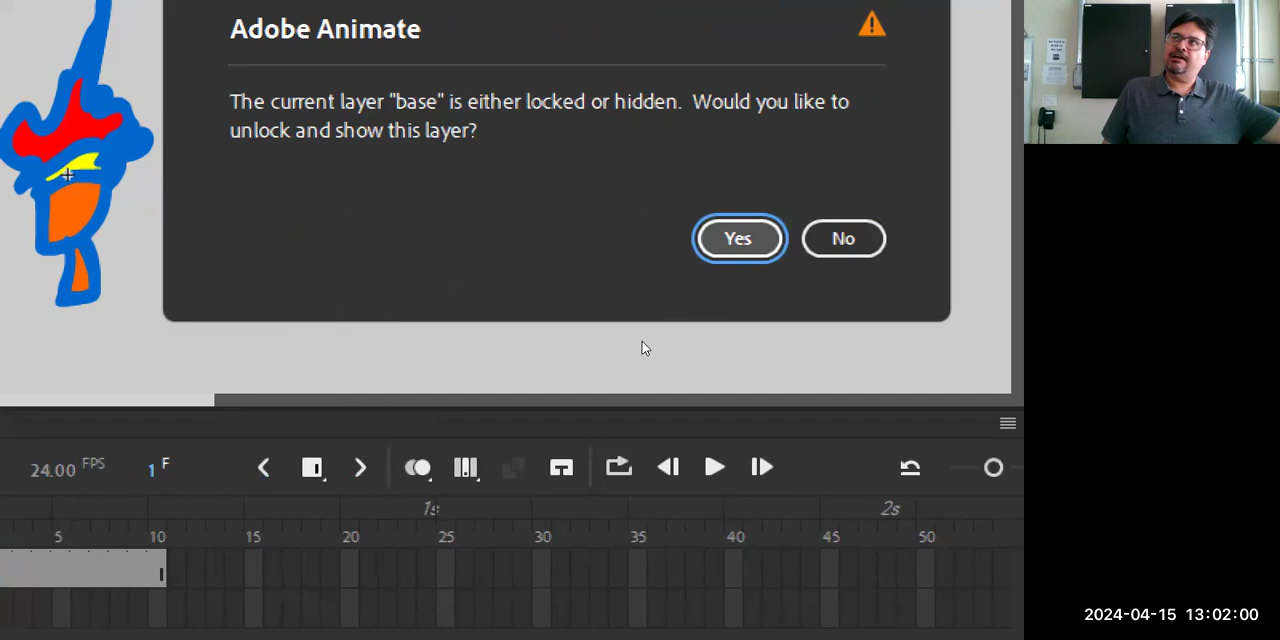 Adobe Animate
The current layer "base" is either locked or hidden. Would you like to
unlock and show this layer?
Yes No
24.00 FPS 1 F
1s 2s
5 10 15 20 25 30 35 40 45 50
2024-04-15 13:02:00